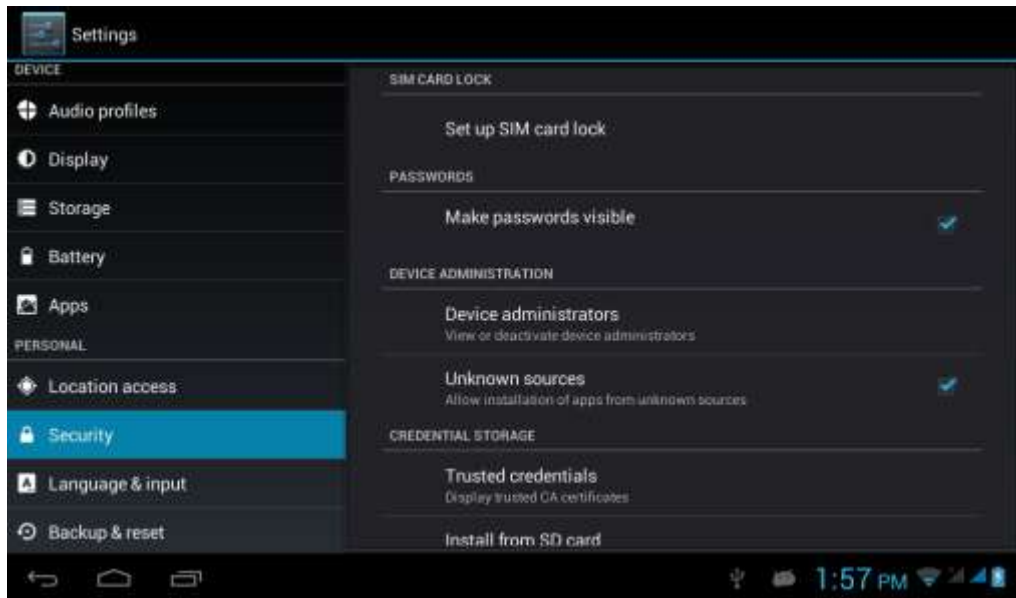 Settings
DEVICE
Audio profiles
Display
Storage
Battery
Apps
PERSONAL
Location access
Security
Language & input
Backup & reset
SIM CARD LOCK
Set up SIM card lock
PASSWORDS
Make passwords visible
DEVICE ADMINISTRATION
Device administrators
View or deactivate device administrators
Unknown sources
Allow installation of apps from unknown sources
CREDENTIAL STORAGE
Trusted credentials
Display trusted CA certificates
Install from SD card
1:57 PM